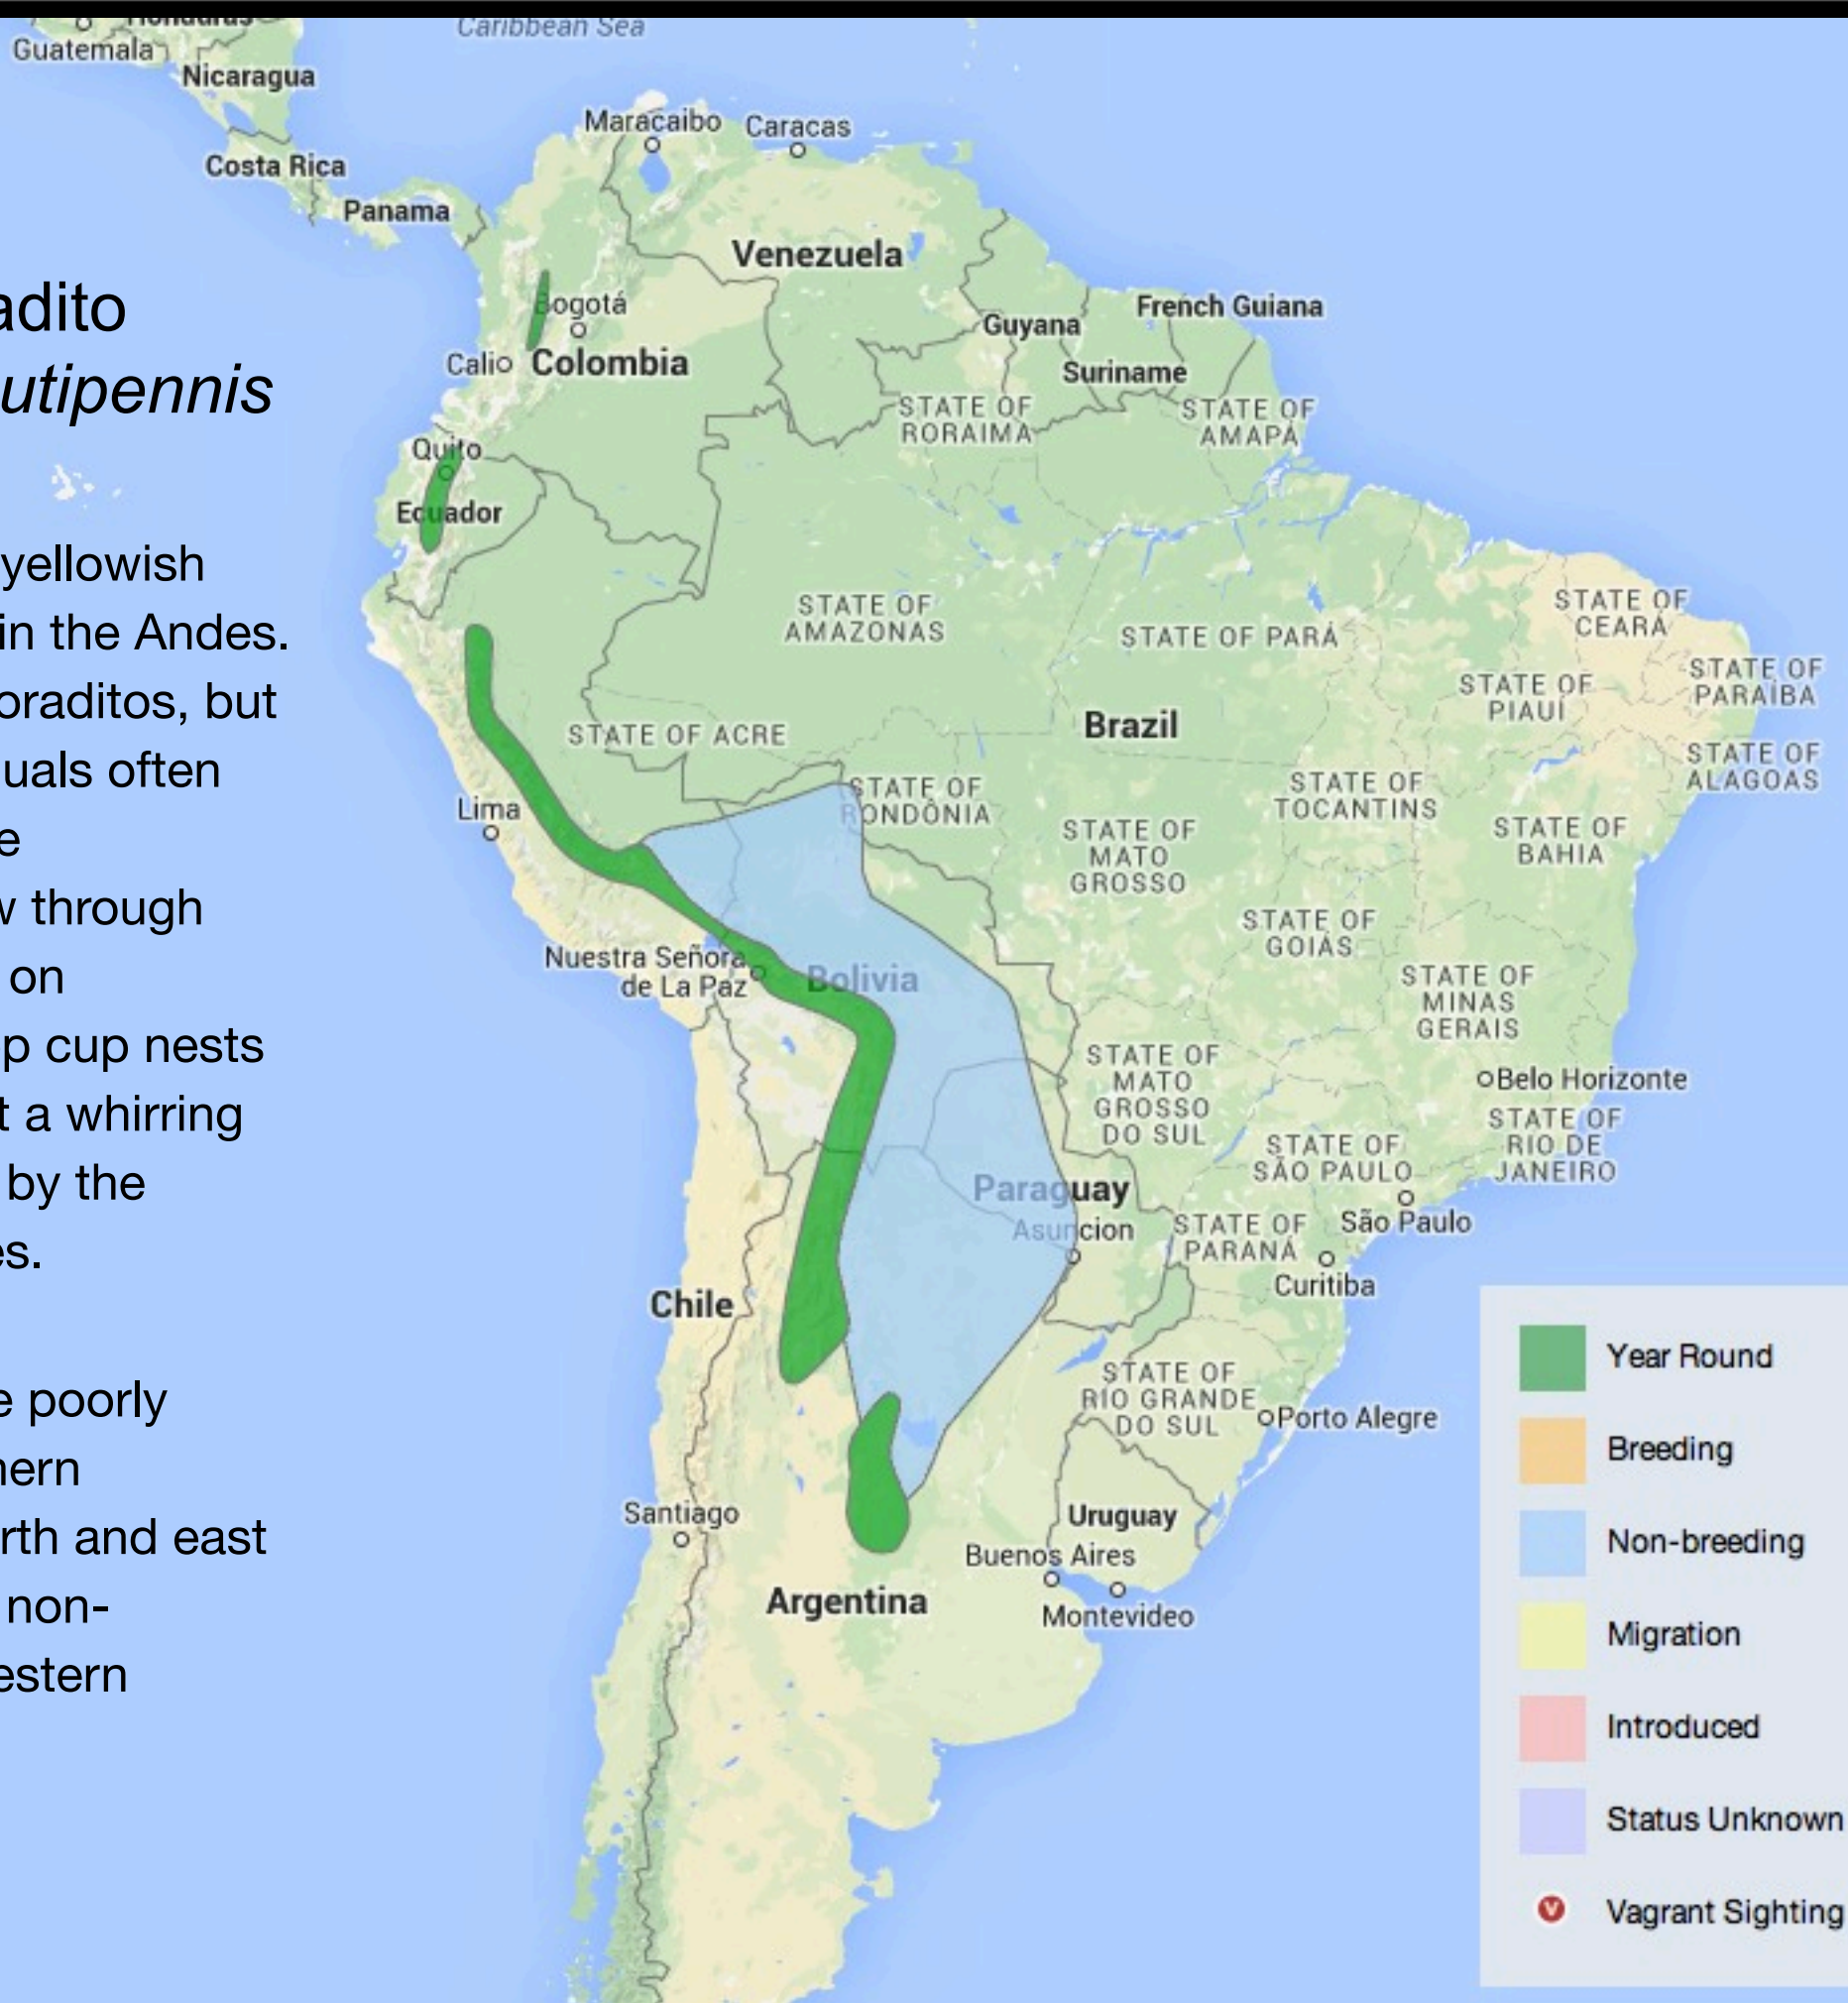 adito
utipennis
yellowish
in the Andes.
oraditos, but
uals often
e
w through
on
p cup nests
t a whirring
by the
es.
e poorly
hern
rth and east
non-
estern
Honduras
Guatemala
Nicaragua
Caribbean Sea
Costa Rica
Panama
Maracaibo
Caracas
Venezuela
Bogotá
Cali
Colombia
Guyana
French Guiana
Suriname
STATE OF
RORAIMA
STATE OF
AMAPÁ
Quito
Ecuador
STATE OF
AMAZONAS
STATE OF PARÁ
STATE OF
CEARÁ
STATE OF
PIAUÍ
STATE OF
PARAÍBA
STATE OF ACRE
Brazil
STATE OF
ALAGOAS
Lima
STATE OF
RONDÔNIA
STATE OF
TOCANTINS
STATE OF
MATO
GROSSO
STATE OF
BAHIA
STATE OF
GOIÁS
Nuestra Señora
de La Paz
Bolivia
STATE OF
MINAS
GERAIS
STATE OF
MATO
GROSSO
DO SUL
Belo Horizonte
STATE OF
RIO DE
JANEIRO
STATE OF
SÃO PAULO
Paraguay
Asuncion
STATE OF
PARANÁ
São Paulo
Curitiba
Chile
STATE OF
RIO GRANDE
DO SUL
Porto Alegre
Santiago
Uruguay
Buenos Aires
Argentina
Montevideo
Year Round
Breeding
Non-breeding
Migration
Introduced
Status Unknown
V
Vagrant Sighting